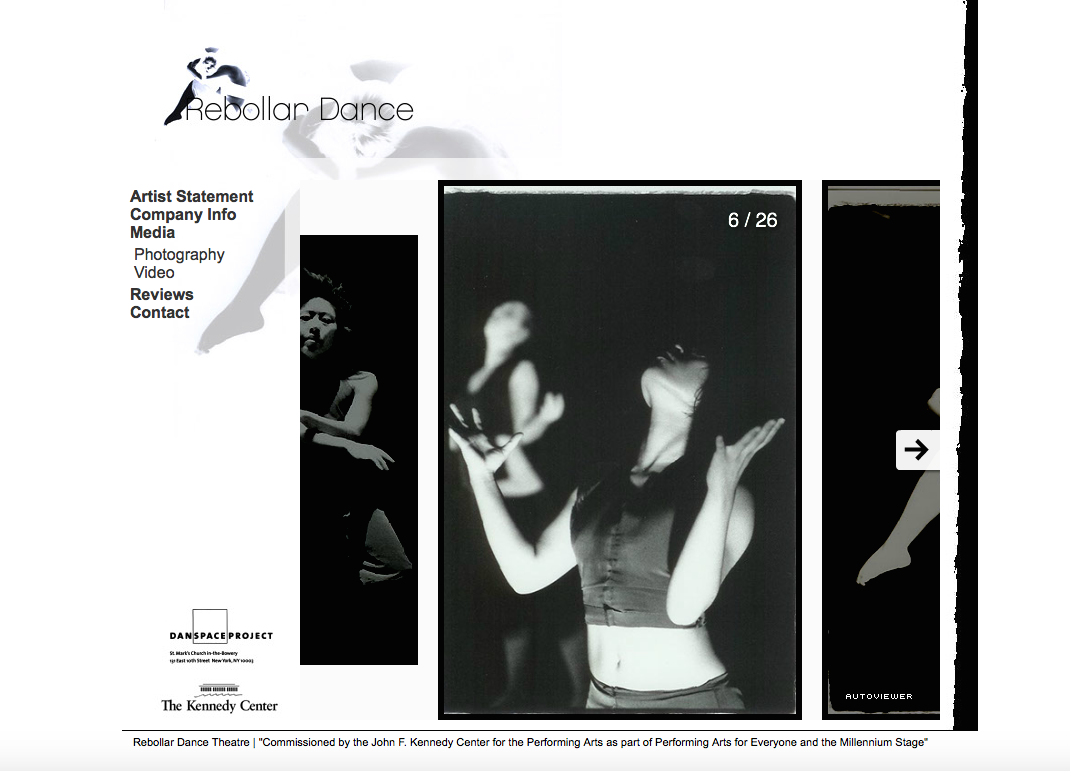 Rebollar Dance
Artist Statement
Company Info
Media
Photography
Video
Reviews
Contact
6 / 26
AUTOVIEWER
DANSPACE PROJECT
St. Mark's Church in-the-Bowery
131 East 10th Street New York, NY 10003
The Kennedy Center
Rebollar Dance Theatre | "Commissioned by the John F. Kennedy Center for the Performing Arts as part of Performing Arts for Everyone and the Millennium Stage"